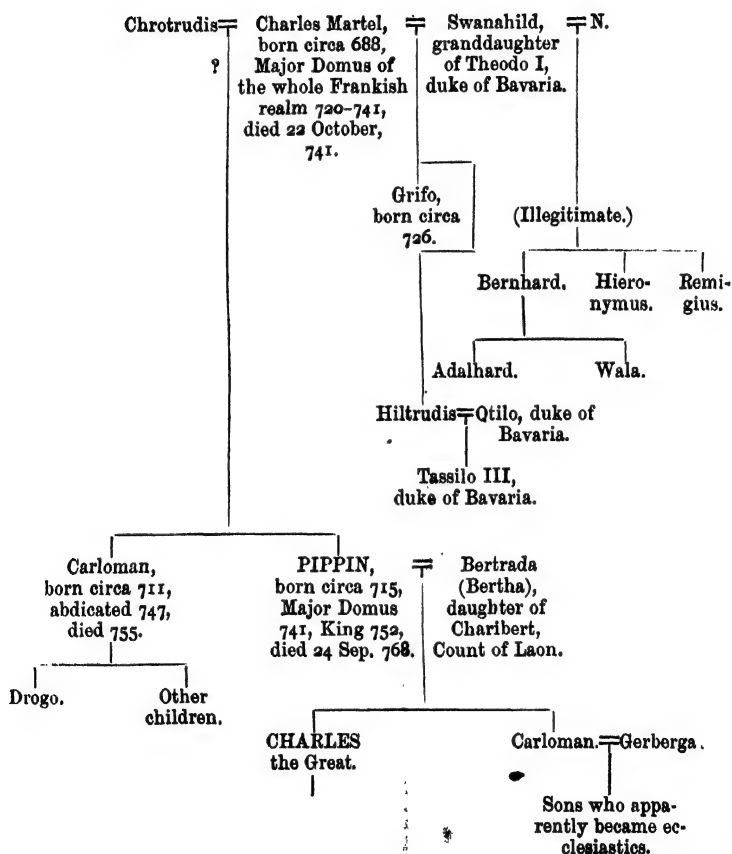 Chrotrudis = Charles Martel, = Swanahild, = N.
born circa 688, granddaughter
? Major Domus of of Theodo I,
the whole Frankish duke of Bavaria.
realm 720–741,
died 22 October,
741.
Grifo,
born circa
726.
(Illegitimate.)
Bernhard. Hiero- Remi-
nymus. gius.
Adalhard. Wala.
Hiltrudis = Qtilo, duke of
Bavaria.
Tassilo III,
duke of Bavaria.
Carloman, PIPPIN, = Bertrada
born circa 711, born circa 715, (Bertha),
abdicated 747, Major Domus daughter of
died 755. 741, King 752, Charibert,
died 24 Sep. 768. Count of Laon.
Drogo. Other
children.
CHARLES Carloman. = Gerberga.
the Great.
Sons who appa-
rently became ec-
clesiastics.